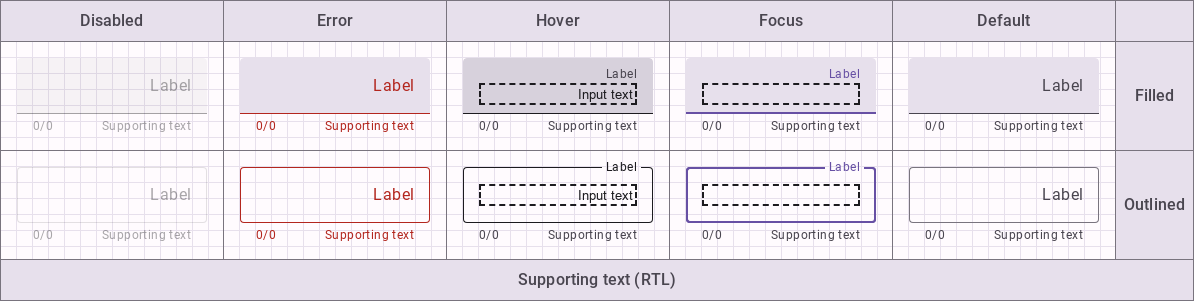 Disabled Error Hover Focus Default
Label Label Label Label Label Filled
Input text
0/0 Supporting text 0/0 Supporting text 0/0 Supporting text 0/0 Supporting text 0/0 Supporting text
Label Label Label Label Label Outlined
Input text
0/0 Supporting text 0/0 Supporting text 0/0 Supporting text 0/0 Supporting text 0/0 Supporting text
Supporting text (RTL)